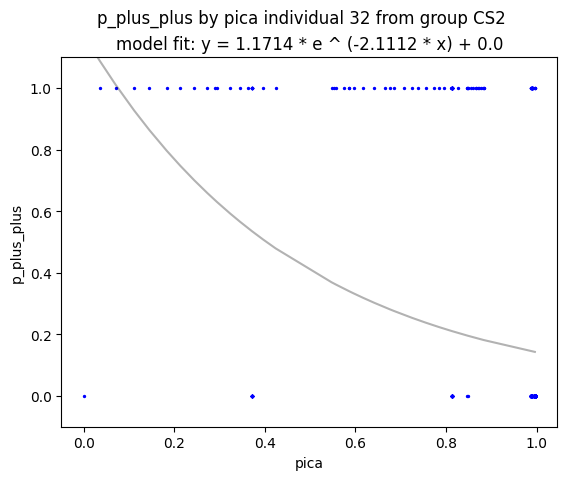 p_plus_plus by pica individual 32 from group CS2
model fit: y = 1.1714 * e ^ (-2.1112 * x) + 0.0
1.0
0.8
0.6
0.4
0.2
0.0
p_plus_plus
0.0 0.2 0.4 0.6 0.8 1.0
pica